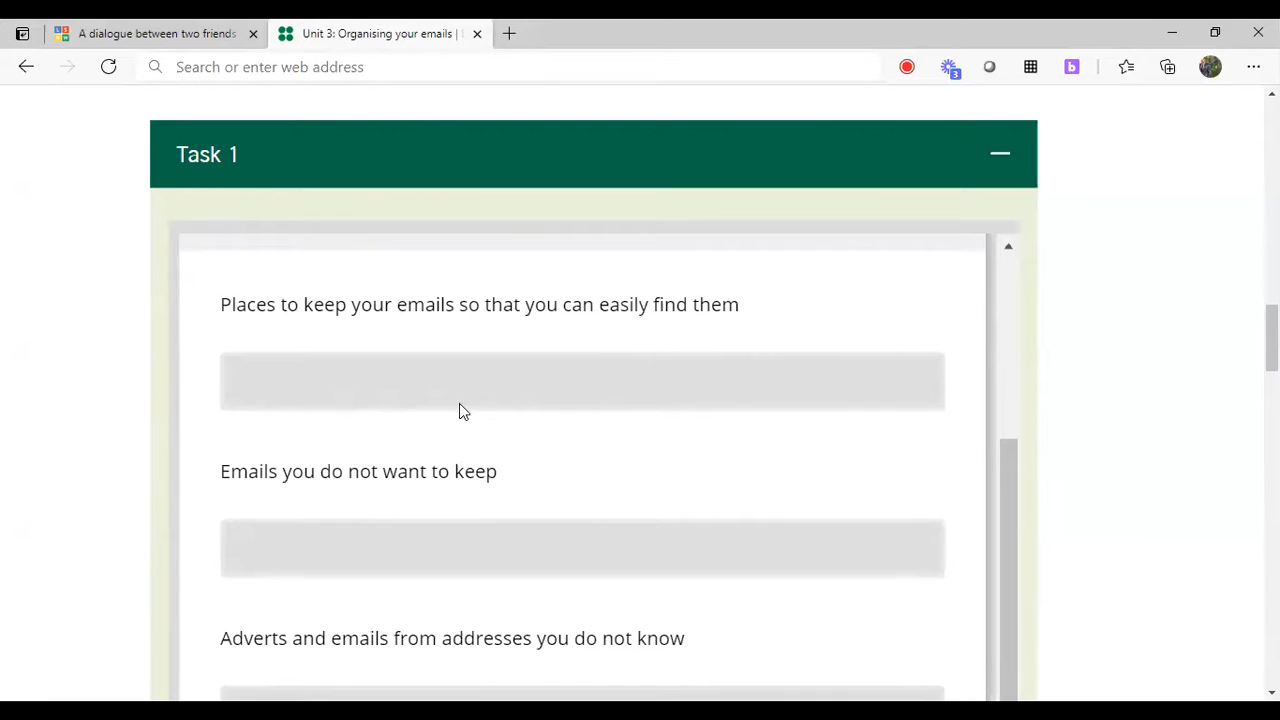 A dialogue between two friends
Unit 3: Organising your emails |
Search or enter web address
3
b
Task 1
Places to keep your emails so that you can easily find them
Emails you do not want to keep
Adverts and emails from addresses you do not know